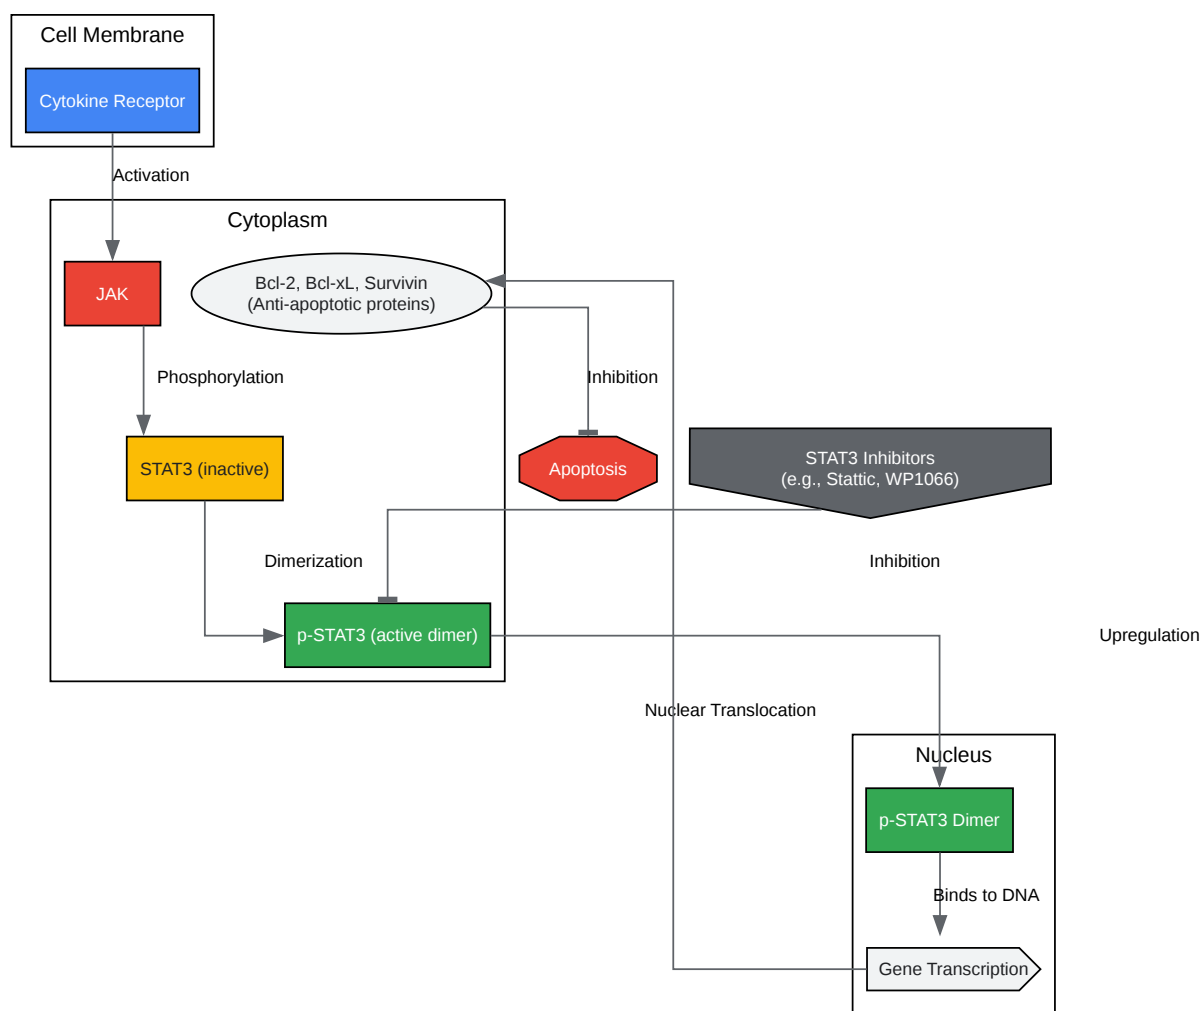 Cell Membrane
Cytokine Receptor
Activation
Cytoplasm
Bcl-2, Bcl-xL, Survivin
(Anti-apoptotic proteins)
JAK
Phosphorylation
Inhibition
STAT3 (inactive)
Apoptosis
STAT3 Inhibitors
(e.g., Stattic, WP1066)
Dimerization
Inhibition
p-STAT3 (active dimer)
Upregulation
Nuclear Translocation
Nucleus
p-STAT3 Dimer
Binds to DNA
Gene Transcription